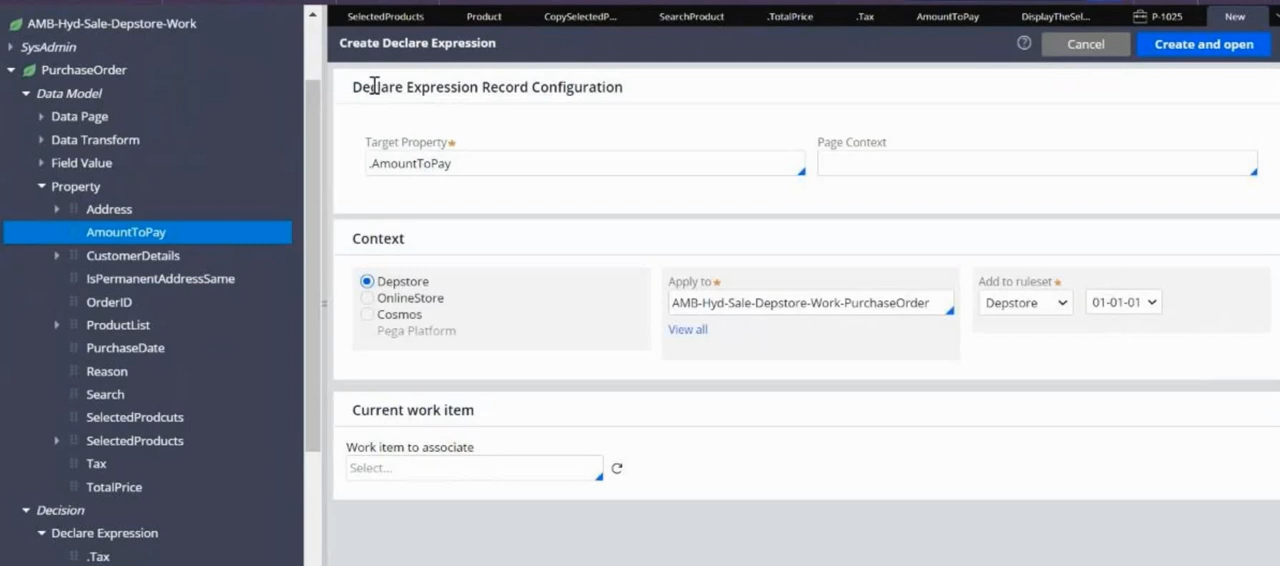 AMB-Hyd-Sale-Depstore-Work
SysAdmin
PurchaseOrder
Data Model
Data Page
Data Transform
Field Value
Property
Address
AmountToPay
CustomerDetails
IsPermanentAddressSame
OrderID
ProductList
PurchaseDate
Reason
Search
SelectedProdcuts
SelectedProducts
Tax
TotalPrice
Decision
Declare Expression
.Tax
SelectedProducts Product CopySelectedP... SearchProduct .TotalPrice .Tax AmountToPay DisplayTheSel... P-1025 New
Create Declare Expression Cancel Create and open
Declare Expression Record Configuration
Target Property★ Page Context
.AmountToPay
Context
Depstore
OnlineStore
Cosmos
Pega Platform
Apply to★
AMB-Hyd-Sale-Depstore-Work-PurchaseOrder
View all
Add to ruleset★
Depstore 01-01-01
Current work item
Work item to associate
Select...